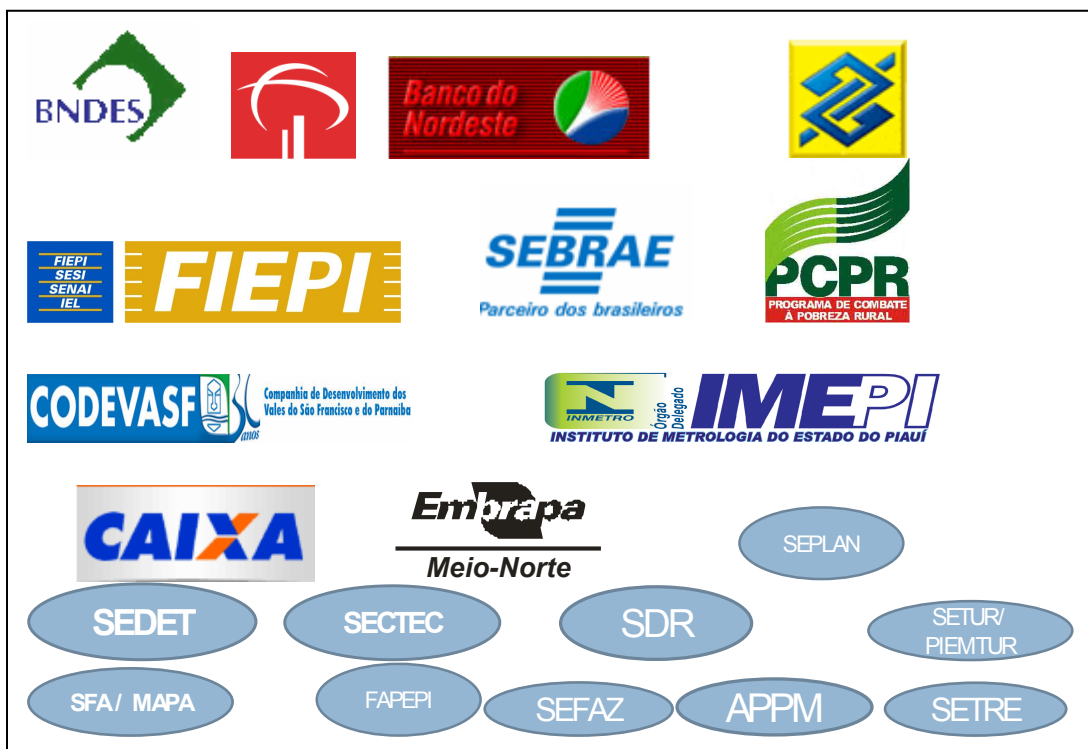 BNDES
Banco do
Nordeste
FIEPI
SESI
SENAI
IEL
FIEPI
SEBRAE
Parceiro dos brasileiros
PCPR
PROGRAMA DE COMBATE
À POBREZA RURAL
CODEVASF
anos
Companhia de Desenvolvimento dos
Vales do São Francisco e do Parnaiba
INMETRO
Órgão
Delegado
IMEPI
INSTITUTO DE METROLOGIA DO ESTADO DO PIAUÍ
CAIXA
Embrapa
Meio-Norte
SEPLAN
SEDET
SECTEC
SDR
SETUR/
PIEMTUR
SFA / MAPA
FAPEPI
SEFAZ
APPM
SETRE